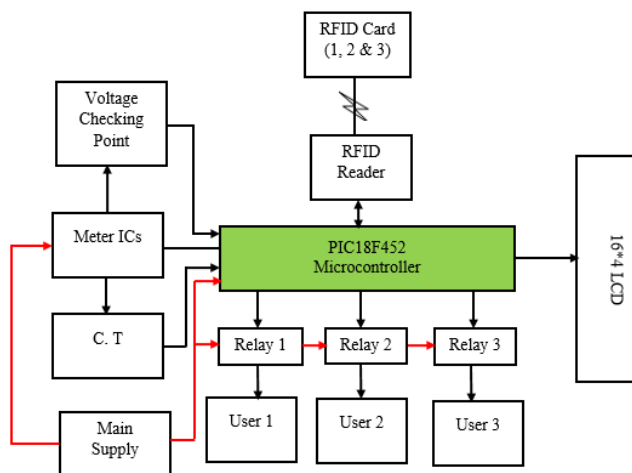 RFID Card
(1, 2 & 3)
Voltage
Checking
Point
RFID
Reader
Meter ICs
PIC18F452
Microcontroller
16*4 LCD
C. T
Relay 1
Relay 2
Relay 3
Main
Supply
User 1
User 2
User 3